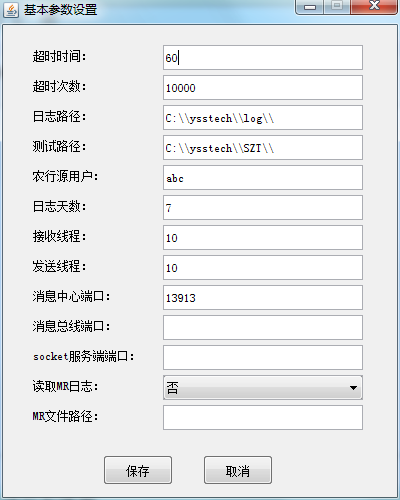 基本参数设置
超时时间: 60
超时次数: 10000
日志路径: C:\\ysstech\\log\\
测试路径: C:\\ysstech\\SZT\\
农行源用户: abc
日志天数: 7
接收线程: 10
发送线程: 10
消息中心端口: 13913
消息总线端口:
socket服务端端口:
读取MR日志: 否
MR文件路径:
保存 取消